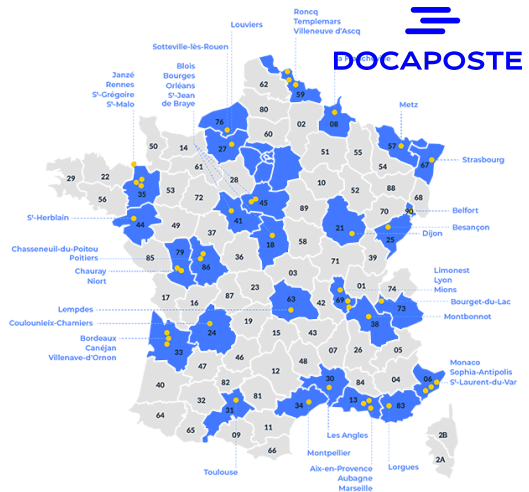 DOCAPOSTE
Roncq
Templemars
Villeneuve d'Ascq
Louviers
Sotteville-lès-Rouen
Blois
Bourges
Orléans
Sᵗ-Jean
de Braye
Janzé
Rennes
Sᵗ-Grégoire
Sᵗ-Malo
Metz
Strasbourg
Belfort
Besançon
Dijon
Sᵗ-Herblain
Chasseneuil-du-Poitou
Poitiers
Chauray
Niort
Lempdes
Coulounieix-Chamiers
Bordeaux
Canéjan
Villenave-d'Ornon
Limonest
Lyon
Mions
Bourget-du-Lac
Montbonnot
Monaco
Sophia-Antipolis
Sᵗ-Laurent-du-Var
Les Angles
Montpellier
Aix-en-Provence
Aubagne
Marseille
Lorgues
Toulouse
62
59
80
02
08
76
60
27
50
14
61
28
51
55
57
54
67
29
22
56
35
53
72
45
10
52
88
68
44
49
41
37
18
89
21
70
90
25
85
79
86
36
58
71
39
17
16
87
23
03
63
42
69
01
74
73
38
33
24
19
15
43
07
26
05
40
47
46
12
48
30
84
04
06
64
32
82
81
31
34
13
83
65
09
11
66
2B
2A